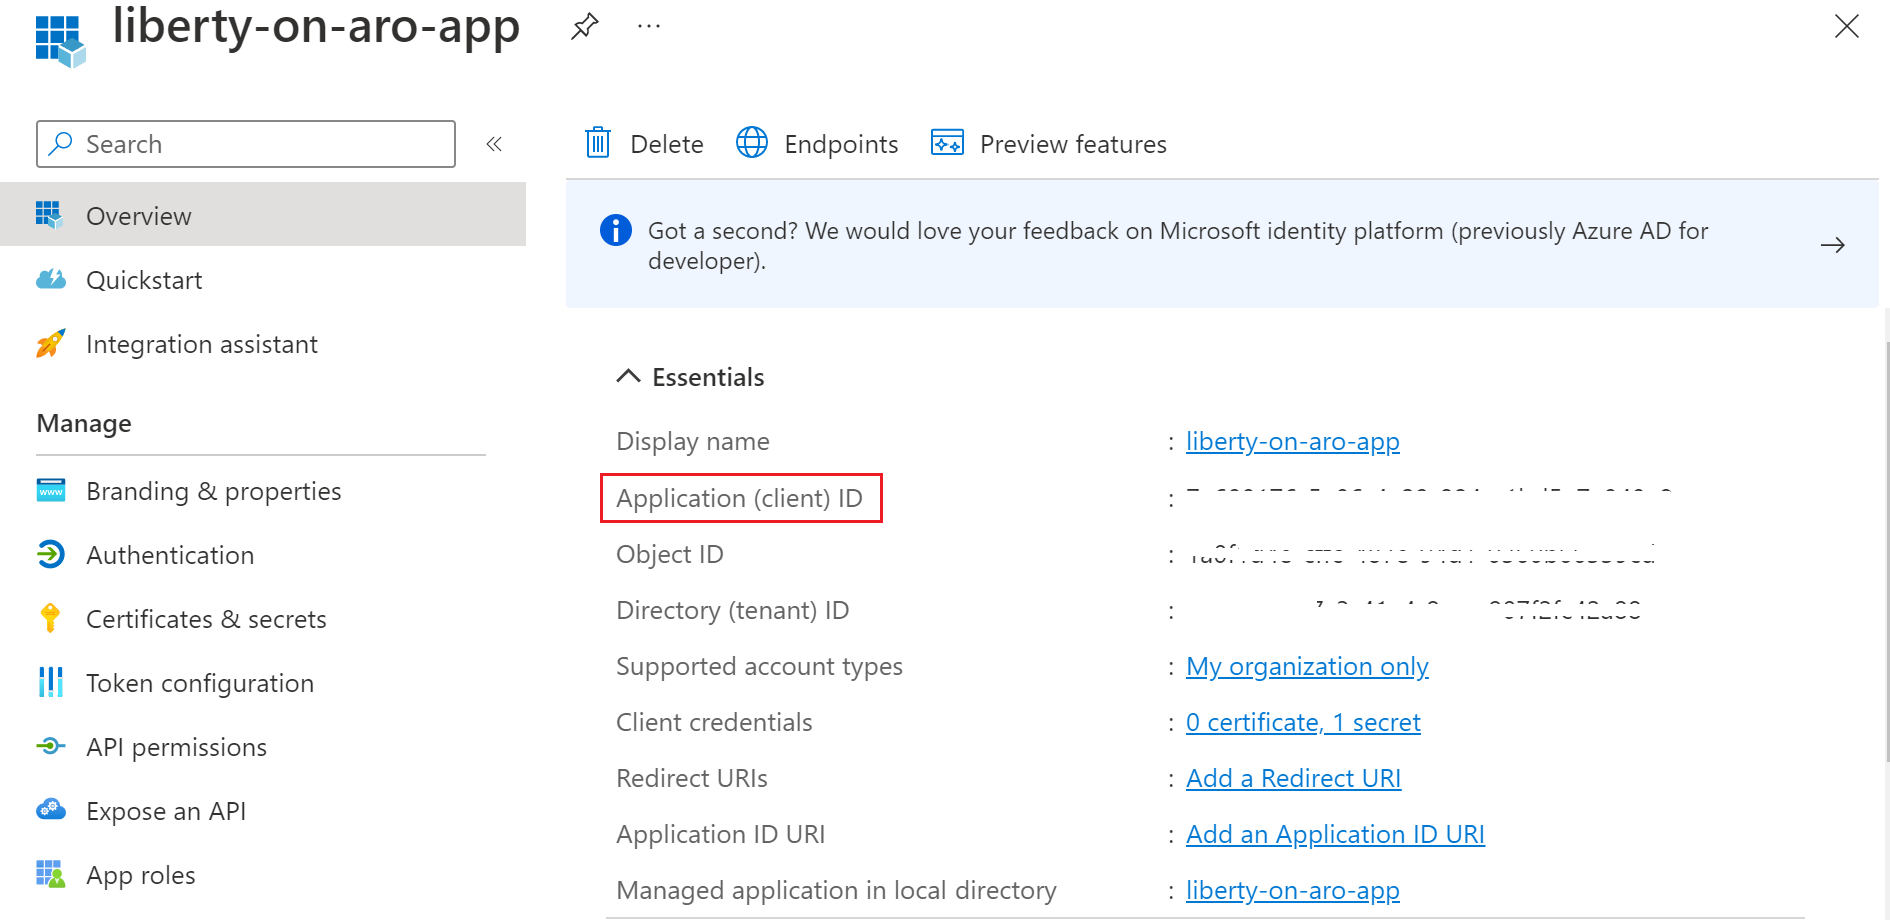 liberty-on-aro-app
Search
Delete
Endpoints
Preview features
Overview
Quickstart
Integration assistant
Manage
Branding & properties
Authentication
Certificates & secrets
Token configuration
API permissions
Expose an API
App roles
Got a second? We would love your feedback on Microsoft identity platform (previously Azure AD for
developer).
Essentials
Display name : liberty-on-aro-app
Application (client) ID :
Object ID :
Directory (tenant) ID :
Supported account types : My organization only
Client credentials : 0 certificate, 1 secret
Redirect URIs : Add a Redirect URI
Application ID URI : Add an Application ID URI
Managed application in local directory : liberty-on-aro-app